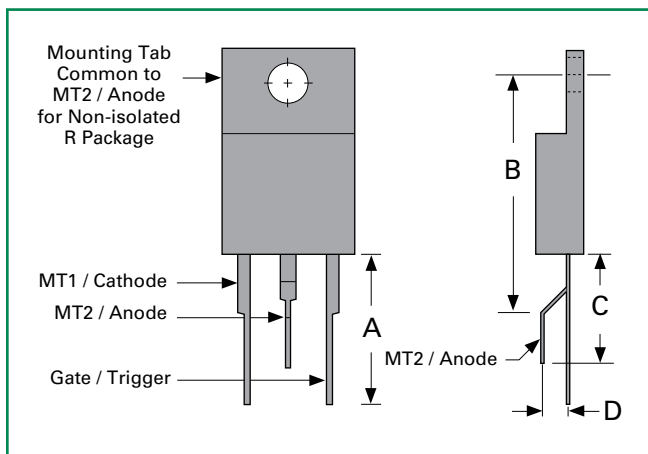 Mounting Tab
Common to
MT2 / Anode
for Non-isolated
R Package
MT1 / Cathode
MT2 / Anode
Gate / Trigger
A
B
C
MT2 / Anode
D